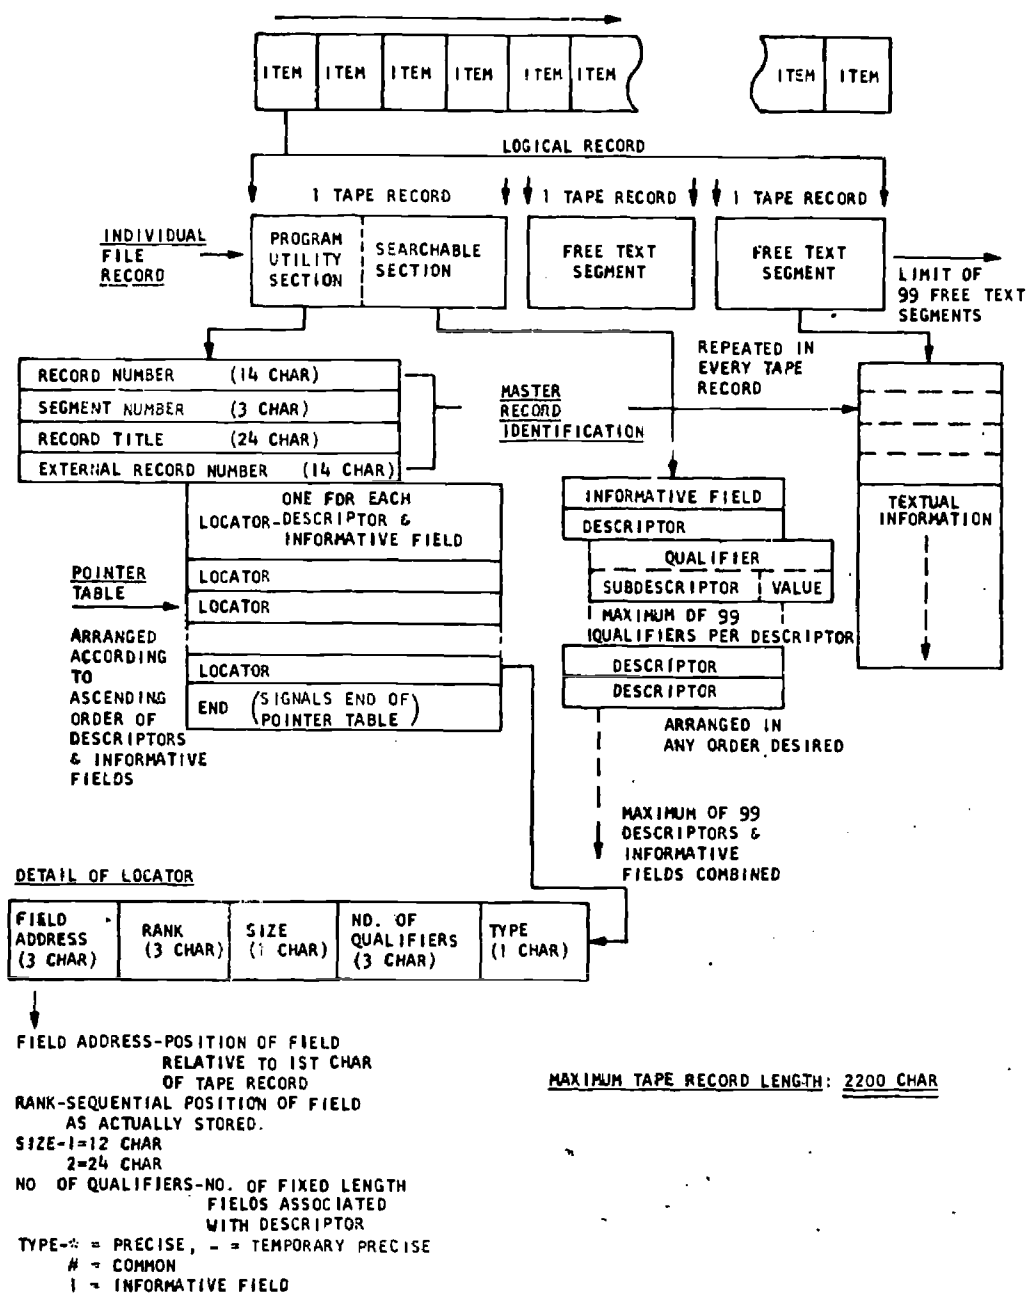 ITEM ITEM ITEM ITEM ITEM ITEM ITEM ITEM
LOGICAL RECORD
1 TAPE RECORD 1 TAPE RECORD 1 TAPE RECORD
INDIVIDUAL
FILE
RECORD
PROGRAM
UTILITY
SECTION
SEARCHABLE
SECTION
FREE TEXT
SEGMENT
FREE TEXT
SEGMENT
LIMIT OF
99 FREE TEXT
SEGMENTS
RECORD NUMBER (14 CHAR)
SEGMENT NUMBER (3 CHAR)
RECORD TITLE (24 CHAR)
EXTERNAL RECORD NUMBER (14 CHAR)
MASTER
RECORD
IDENTIFICATION
REPEATED IN
EVERY TAPE
RECORD
TEXTUAL
INFORMATION
ONE FOR EACH
LOCATOR-DESCRIPTOR &
INFORMATIVE FIELD
LOCATOR
LOCATOR
LOCATOR
END (SIGNALS END OF
POINTER TABLE)
POINTER
TABLE
ARRANGED
ACCORDING
TO
ASCENDING
ORDER OF
DESCRIPTORS
& INFORMATIVE
FIELDS
INFORMATIVE FIELD
DESCRIPTOR
QUALIFIER
SUBDESCRIPTOR VALUE
MAXIMUM OF 99
QUALIFIERS PER DESCRIPTOR
DESCRIPTOR
DESCRIPTOR
ARRANGED IN
ANY ORDER DESIRED
MAXIMUM OF 99
DESCRIPTORS &
INFORMATIVE
FIELDS COMBINED
DETAIL OF LOCATOR
FIELD
ADDRESS
(3 CHAR)
RANK
(3 CHAR)
SIZE
(1 CHAR)
NO. OF
QUALIFIERS
(3 CHAR)
TYPE
(1 CHAR)
FIELD ADDRESS-POSITION OF FIELD
RELATIVE TO 1ST CHAR
OF TAPE RECORD
RANK-SEQUENTIAL POSITION OF FIELD
AS ACTUALLY STORED.
SIZE-1=12 CHAR
2=24 CHAR
NO OF QUALIFIERS-NO. OF FIXED LENGTH
FIELDS ASSOCIATED
WITH DESCRIPTOR
TYPE-* = PRECISE, - = TEMPORARY PRECISE
# = COMMON
1 = INFORMATIVE FIELD
MAXIMUM TAPE RECORD LENGTH: 2200 CHAR